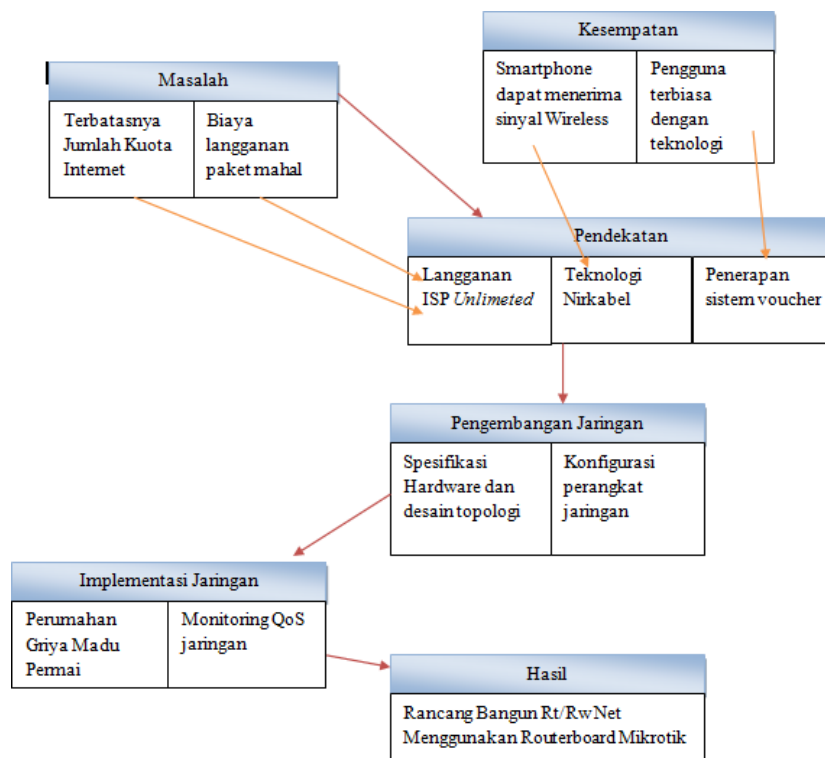 Kesempatan
Smartphone
dapat menerima
sinyal Wireless
Pengguna
terbiasa
dengan
teknologi
Masalah
Terbatasnya
Jumlah Kuota
Internet
Biaya
langganan
paket mahal
Pendekatan
Langganan
ISP Unlimeted
Teknologi
Nirkabel
Penerapan
sistem voucher
Pengembangan Jaringan
Spesifikasi
Hardware dan
desain topologi
Konfigurasi
perangkat
jaringan
Implementasi Jaringan
Perumahan
Griya Madu
Permai
Monitoring QoS
jaringan
Hasil
Rancang Bangun Rt/Rw Net
Menggunakan Routerboard Mikrotik